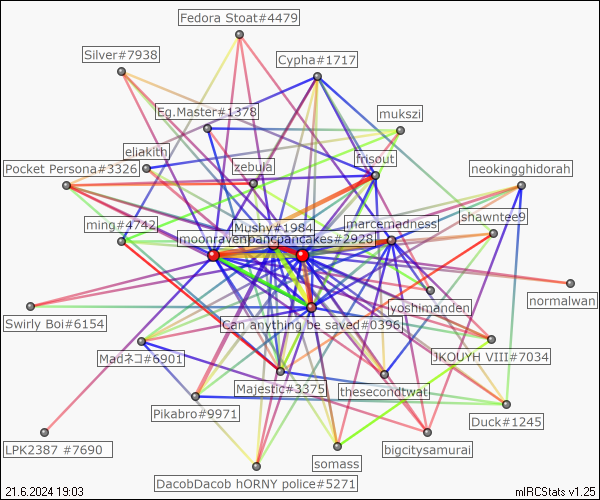 Fedora Stoat#4479
Silver#7938
Cypha#1717
Eg.Master#1378
mukszi
eliakith
frisout
Pocket Persona#3326
zebula
neokingghidorah
ming#4742
Mushy#1984
marcemadness
shawntee9
moonravenpancpancakes#2928
normalwan
yoshimanden
Swirly Boi#6154
Can anything be saved#0396
Madネコ#6901
JKOUYH VIII#7034
Majestic#3375
thesecondtwat
Pikabro#9971
Duck#1245
LPK2387 #7690
bigcitysamurai
somass
DacobDacob hORNY police#5271
21.6.2024 19:03
mIRCStats v1.25